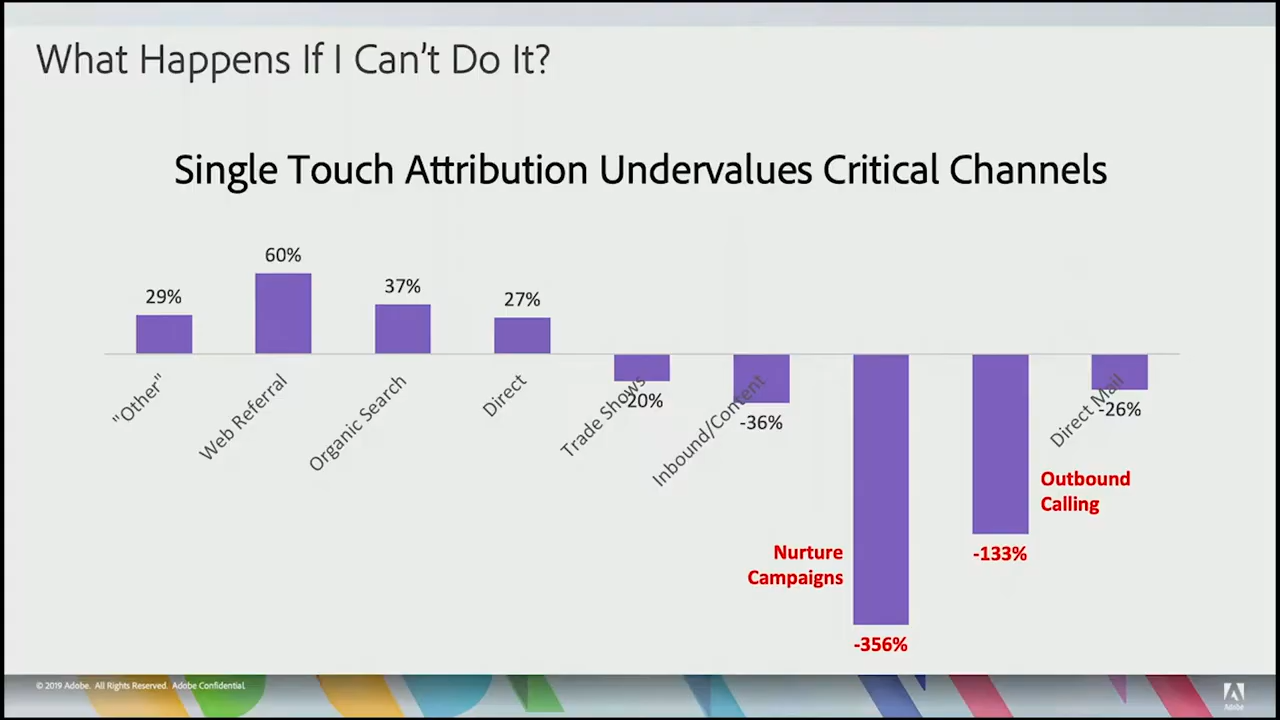 What Happens If I Can't Do It?
Single Touch Attribution Undervalues Critical Channels
29%
60%
37%
27%
"Other"
Web Referral
Organic Search
Direct
Trade Shows
-20%
Inbound/Content
-36%
Direct Mail
-26%
Outbound
Calling
Nurture
Campaigns
-133%
-356%
© 2019 Adobe. All Rights Reserved. Adobe Confidential.
Adobe